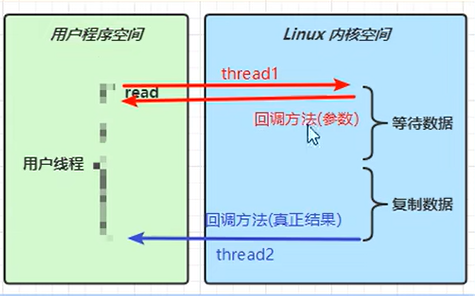 用户程序空间
Linux 内核空间
thread1
read
回调方法(参数)
等待数据
用户线程
复制数据
回调方法(真正结果)
thread2